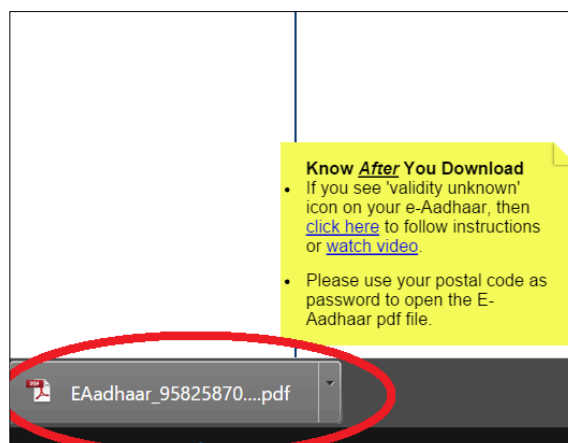 Know After You Download
• If you see 'validity unknown'
icon on your e-Aadhaar, then
click here to follow instructions
or watch video.
• Please use your postal code as
password to open the E-
Aadhaar pdf file.
PDF
EAadhaar_95825870....pdf